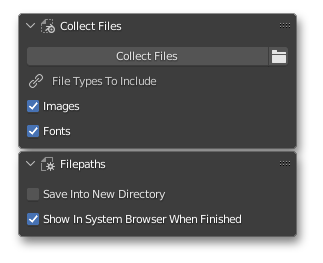 Collect Files
Collect Files
File Types To Include
Images
Fonts
Filepaths
Save Into New Directory
Show In System Browser When Finished